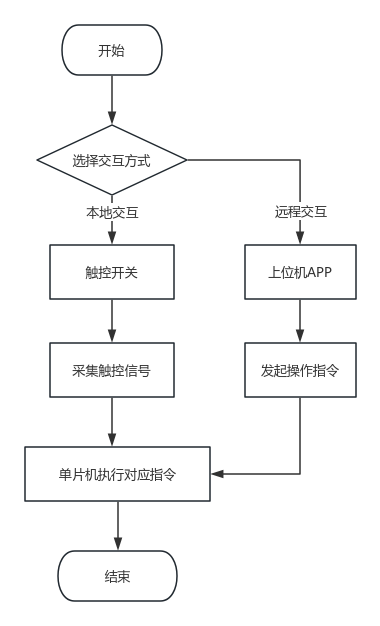 开始
选择交互方式
本地交互
远程交互
触控开关
上位机APP
采集触控信号
发起操作指令
单片机执行对应指令
结束